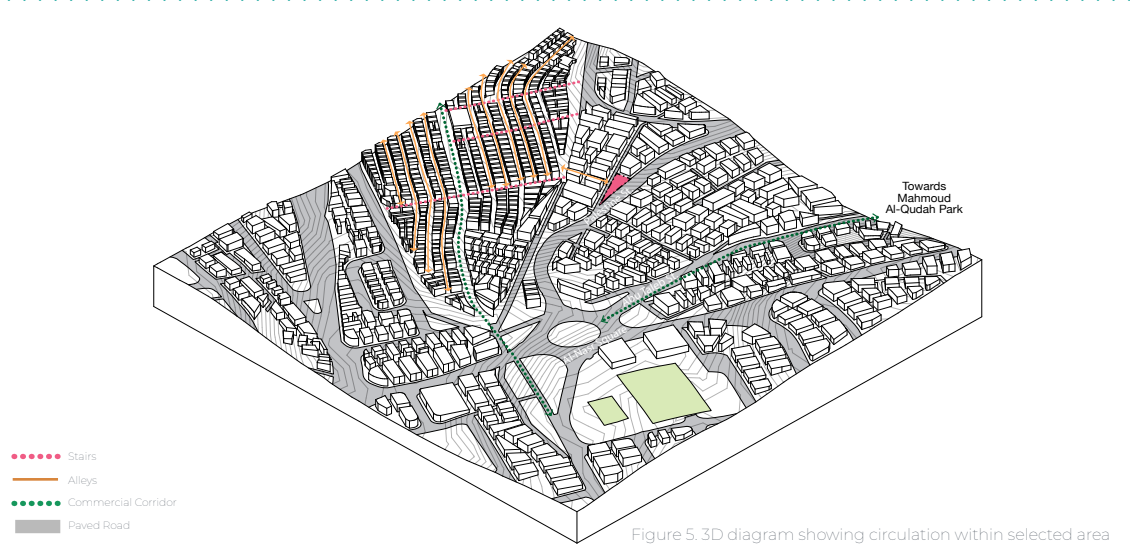 Towards
Mahmoud
Al-Qudah Park
Stairs
Alleys
Commercial Corridor
Paved Road
Figure 5. 3D diagram showing circulation within selected area